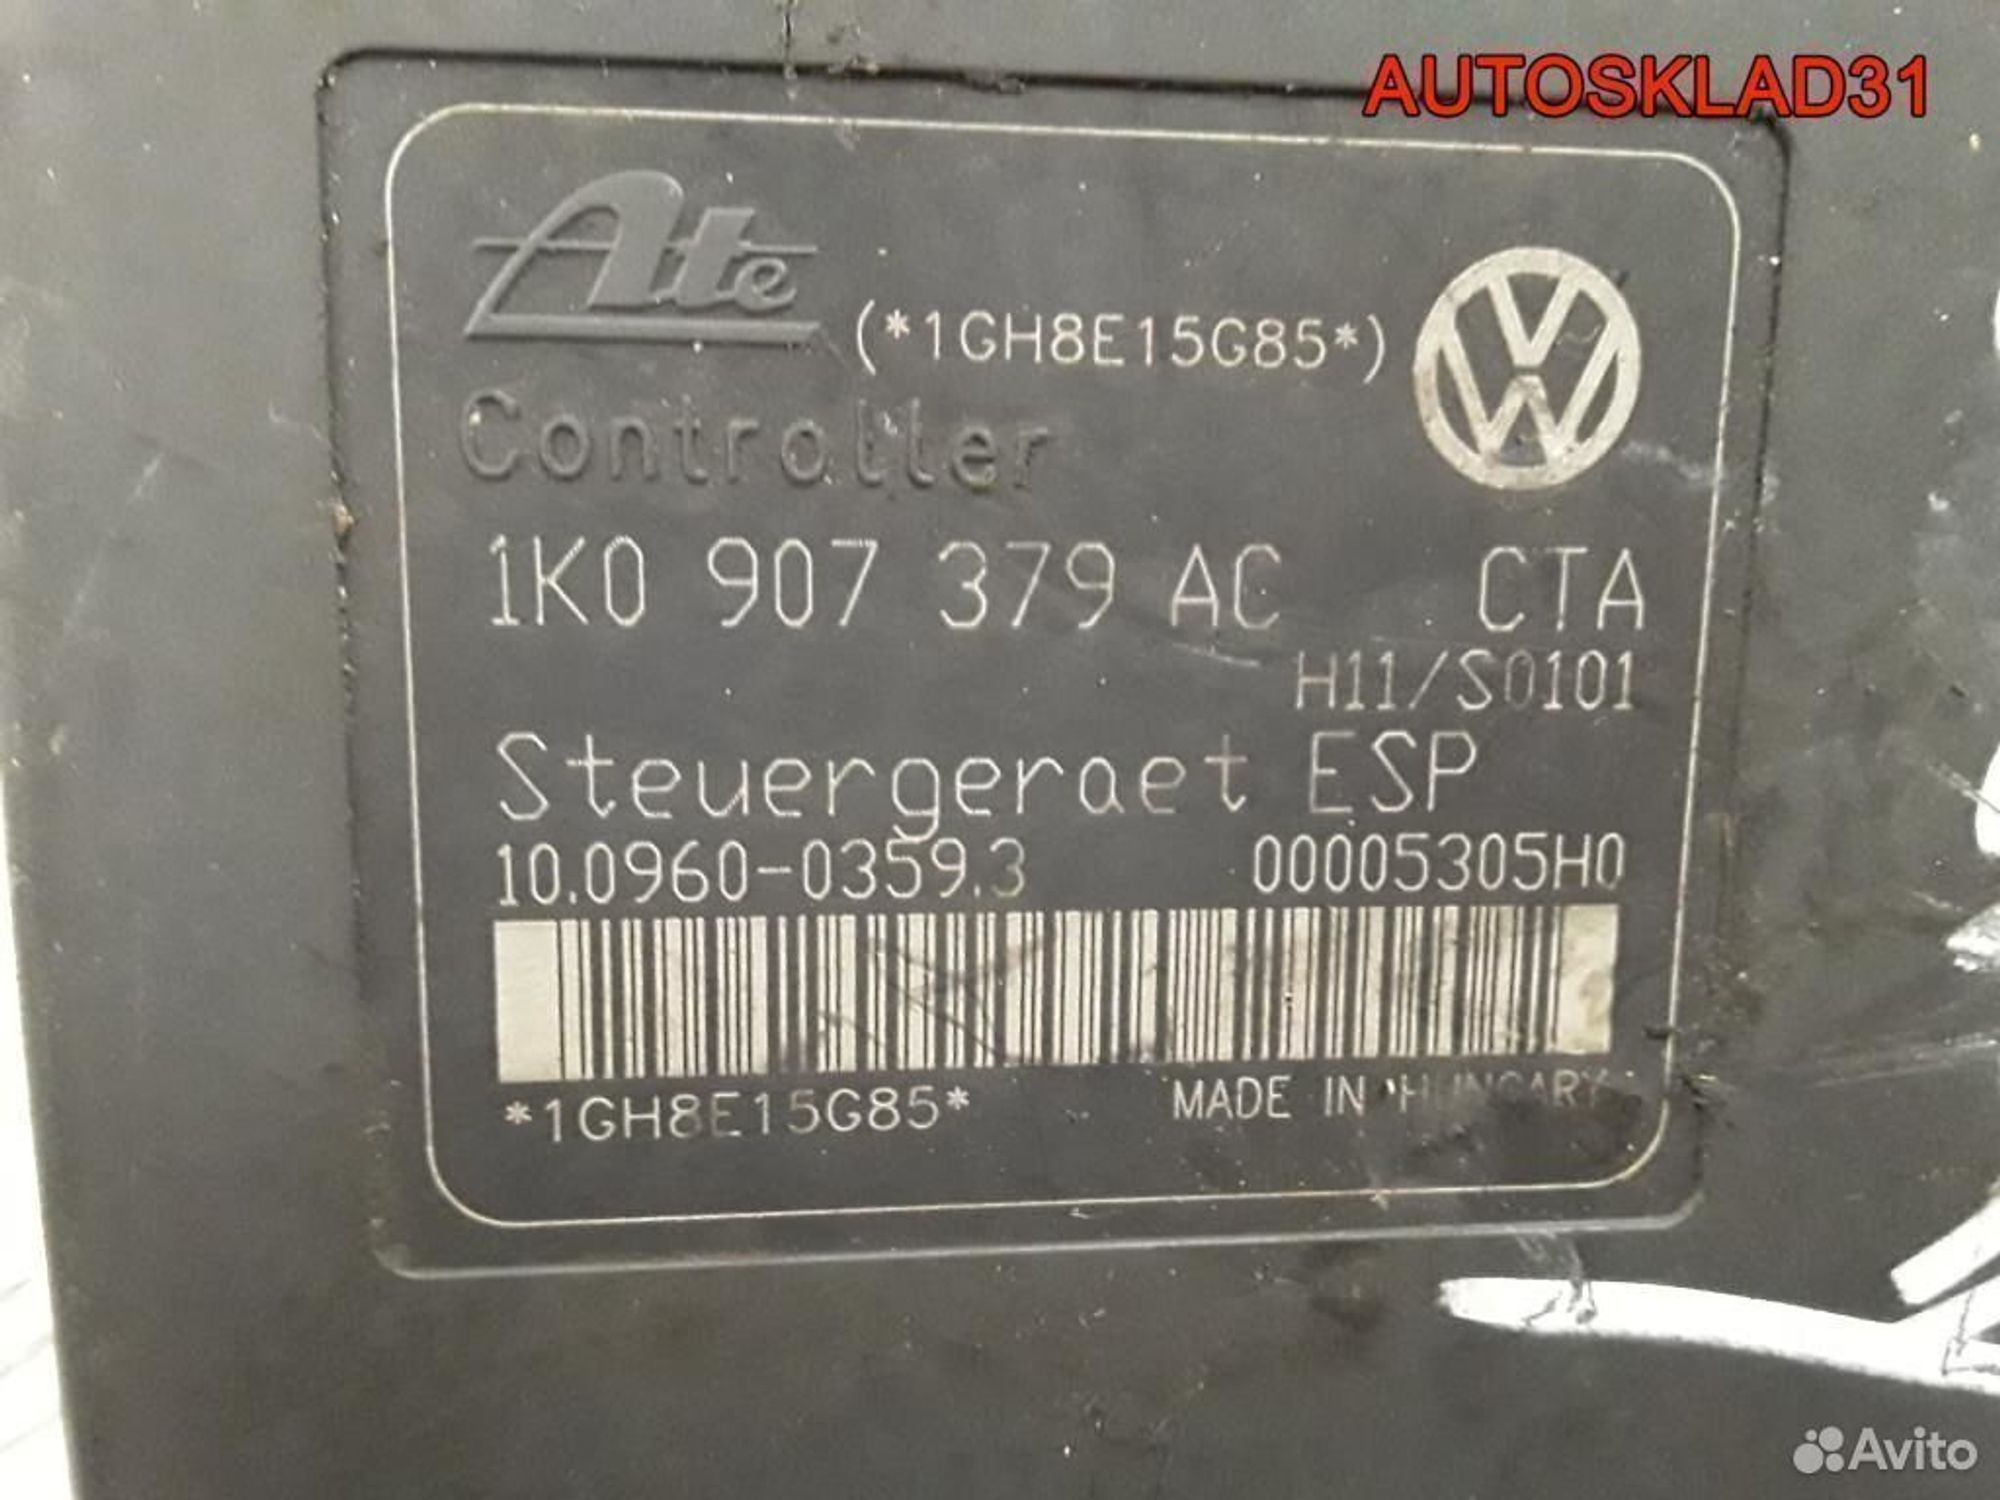 AUTOSKLAD31
Ate
(*1GH8E15G85*)
Controller
1K0 907 379 AC CTA
H11/S0101
Steuergeraet ESP
10.0960-0359.3 00005305H0
*1GH8E15G85* MADE IN HUNGARY
Avito